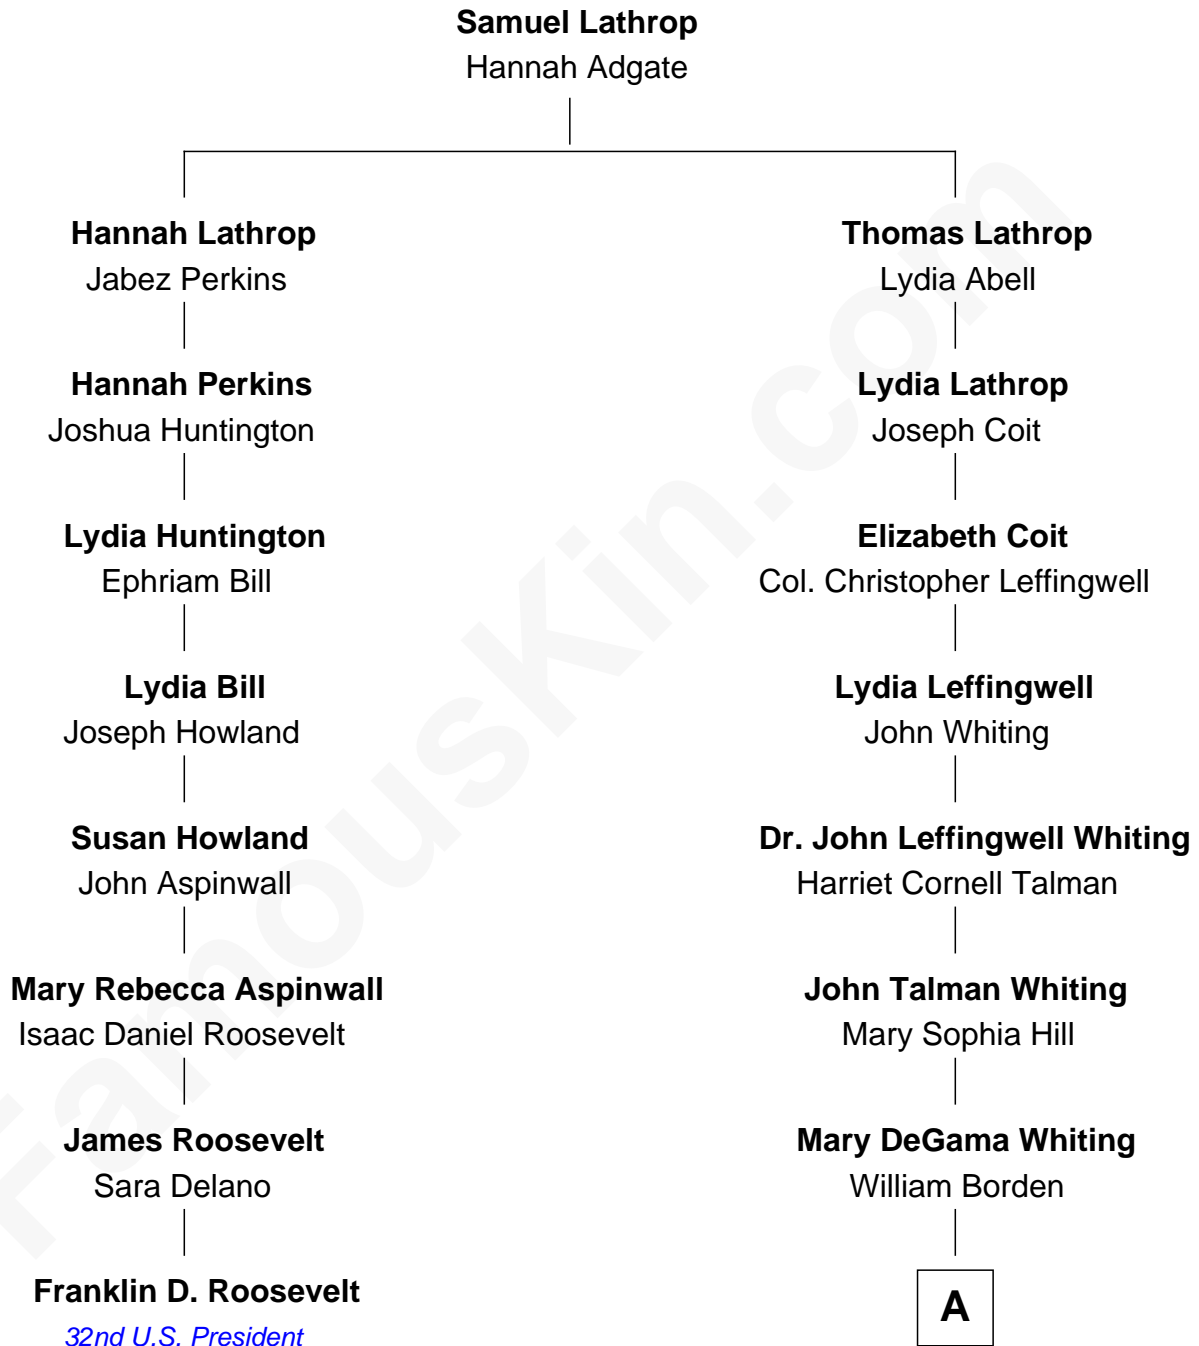 Samuel Lathrop
Hannah Adgate
Hannah Lathrop
Jabez Perkins
Hannah Perkins
Joshua Huntington
Lydia Huntington
Ephriam Bill
Lydia Bill
Joseph Howland
Susan Howland
John Aspinwall
Mary Rebecca Aspinwall
Isaac Daniel Roosevelt
James Roosevelt
Sara Delano
Franklin D. Roosevelt
32nd U.S. President
Thomas Lathrop
Lydia Abell
Lydia Lathrop
Joseph Coit
Elizabeth Coit
Col. Christopher Leffingwell
Lydia Leffingwell
John Whiting
Dr. John Leffingwell Whiting
Harriet Cornell Talman
John Talman Whiting
Mary Sophia Hill
Mary DeGama Whiting
William Borden
A
FamousKin.com